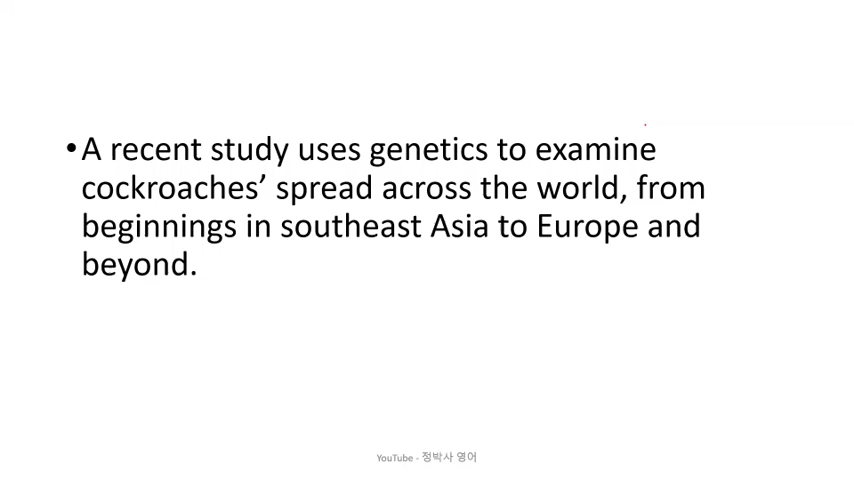 •A recent study uses genetics to examine
cockroaches’ spread across the world, from
beginnings in southeast Asia to Europe and
beyond.
YouTube - 정박사 영어